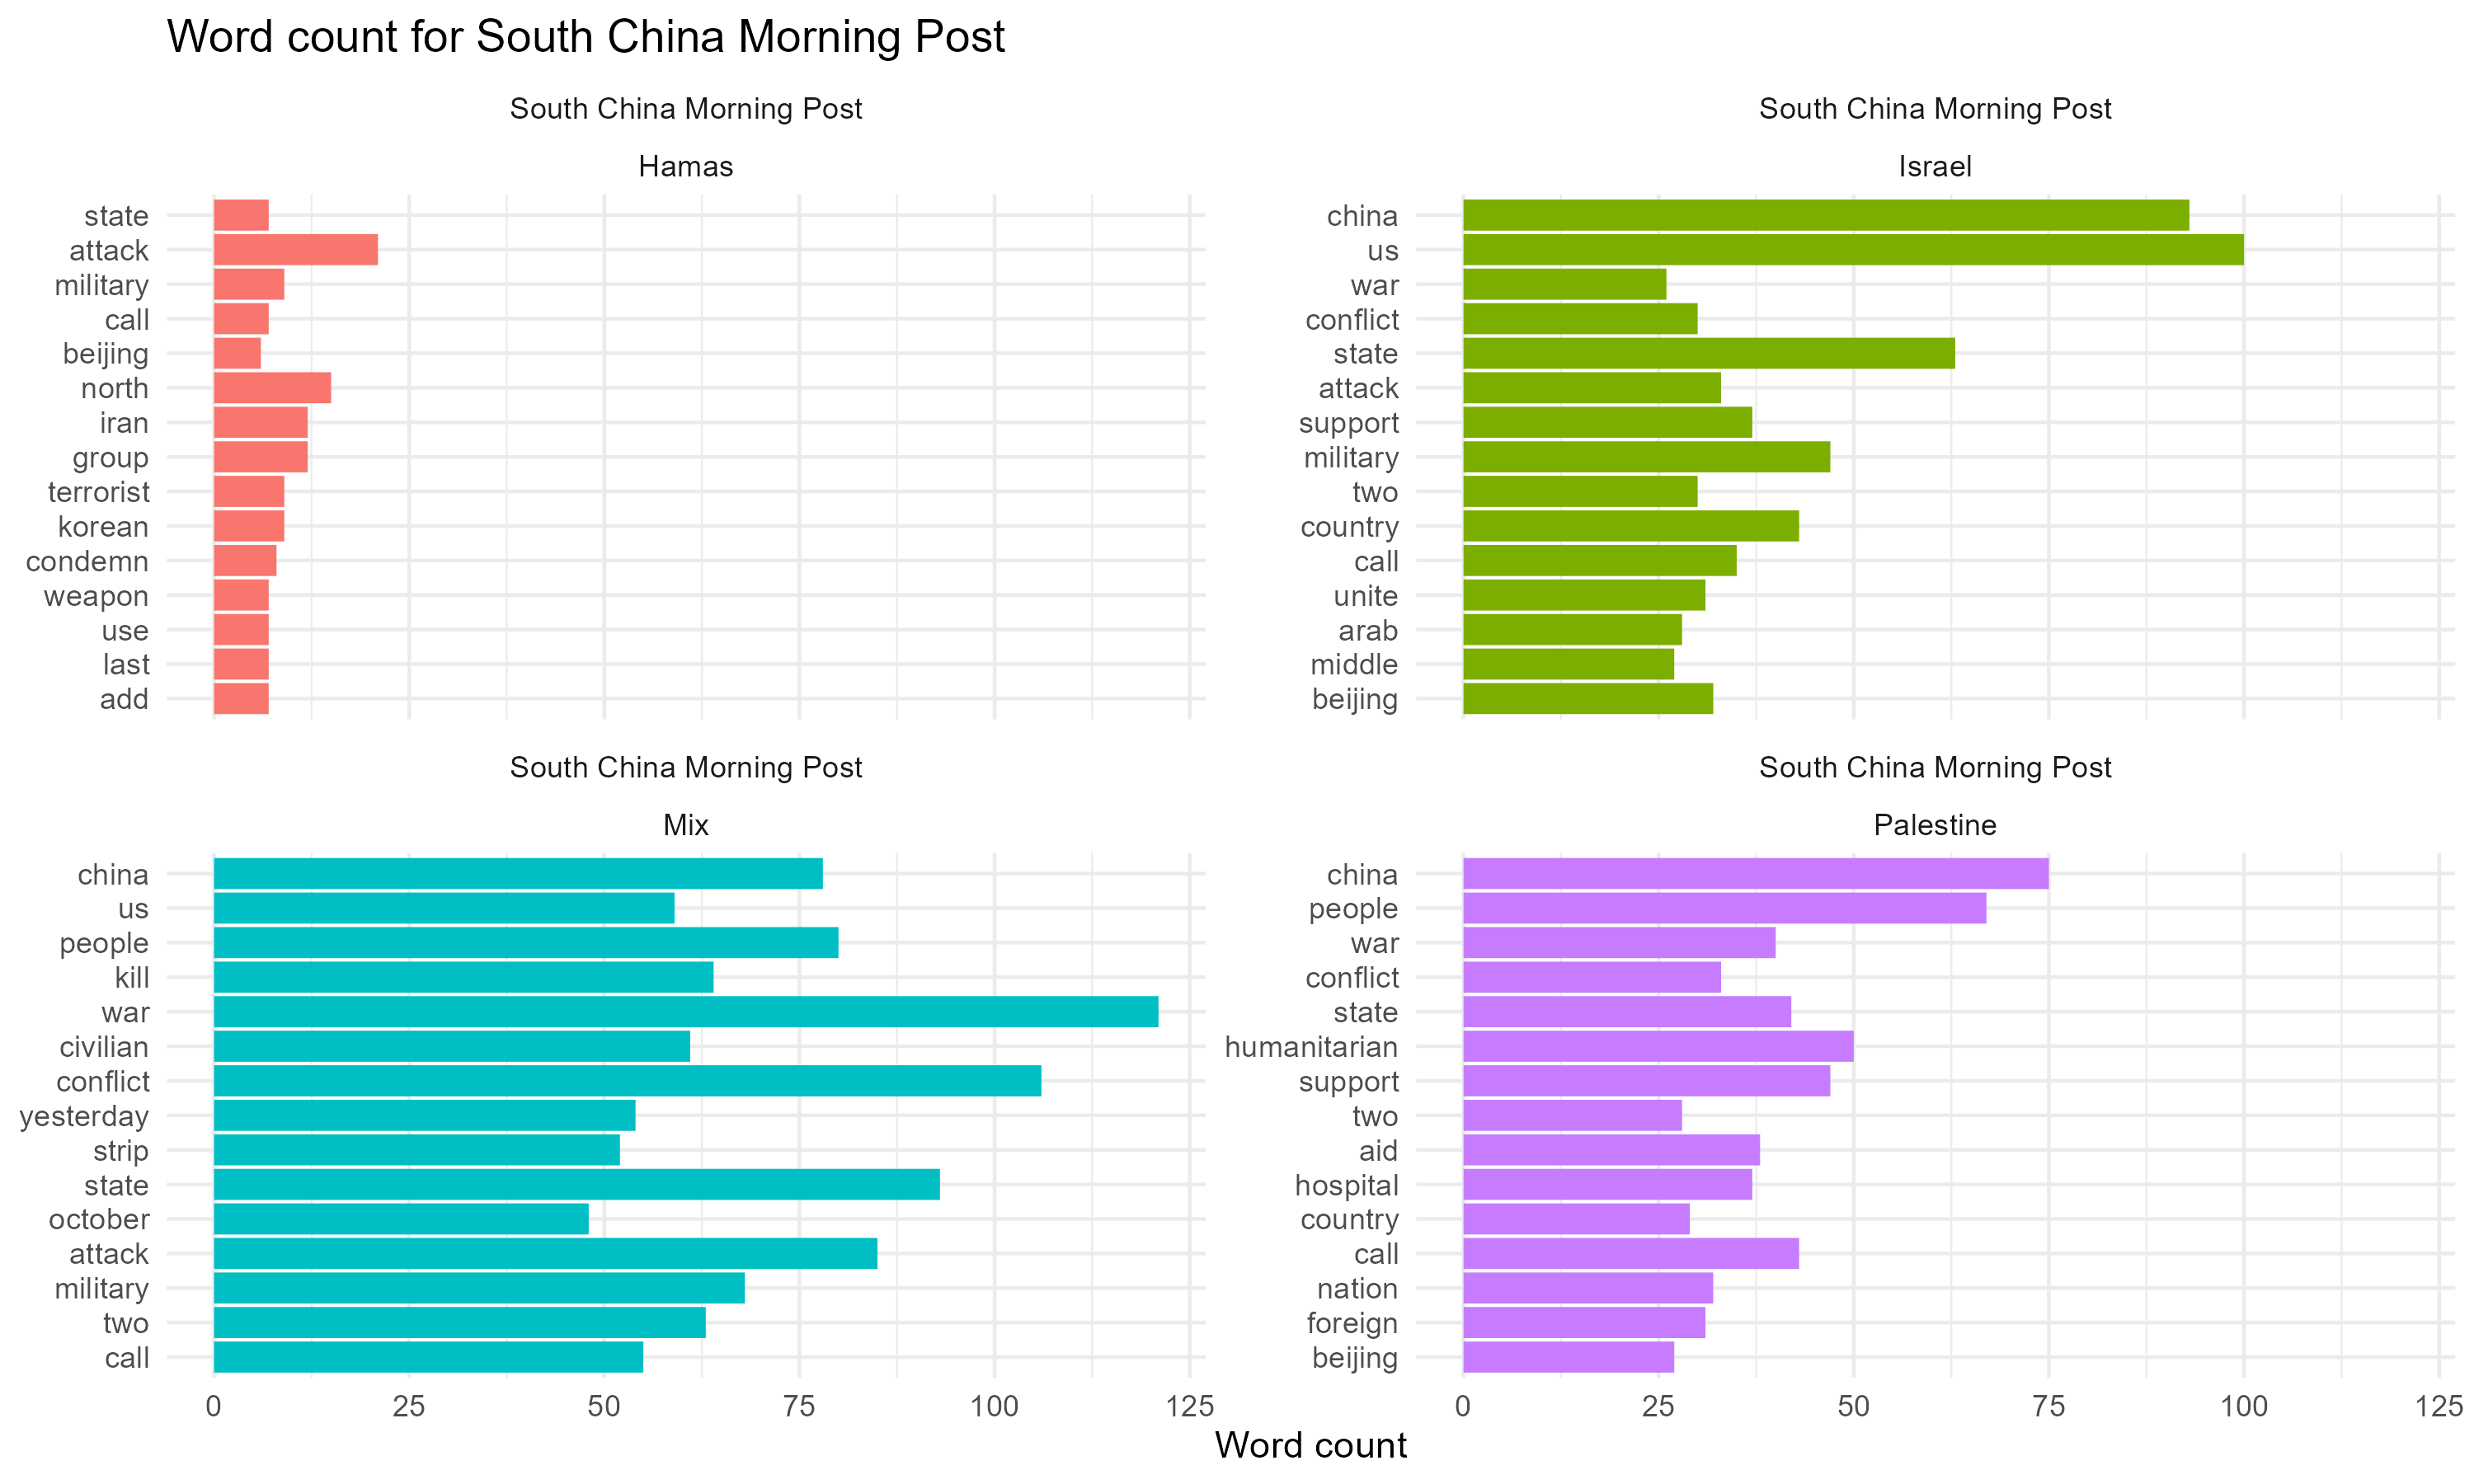 Word count for South China Morning Post
South China Morning Post
Hamas
state
attack
military
call
beijing
north
iran
group
terrorist
korean
condemn
weapon
use
last
add
South China Morning Post
Israel
china
us
war
conflict
state
attack
support
military
two
country
call
unite
arab
middle
beijing
South China Morning Post
Mix
china
us
people
kill
war
civilian
conflict
yesterday
strip
state
october
attack
military
two
call
0 25 50 75 100 125
South China Morning Post
Palestine
china
people
war
conflict
state
humanitarian
support
two
aid
hospital
country
call
nation
foreign
beijing
0 25 50 75 100 125
Word count